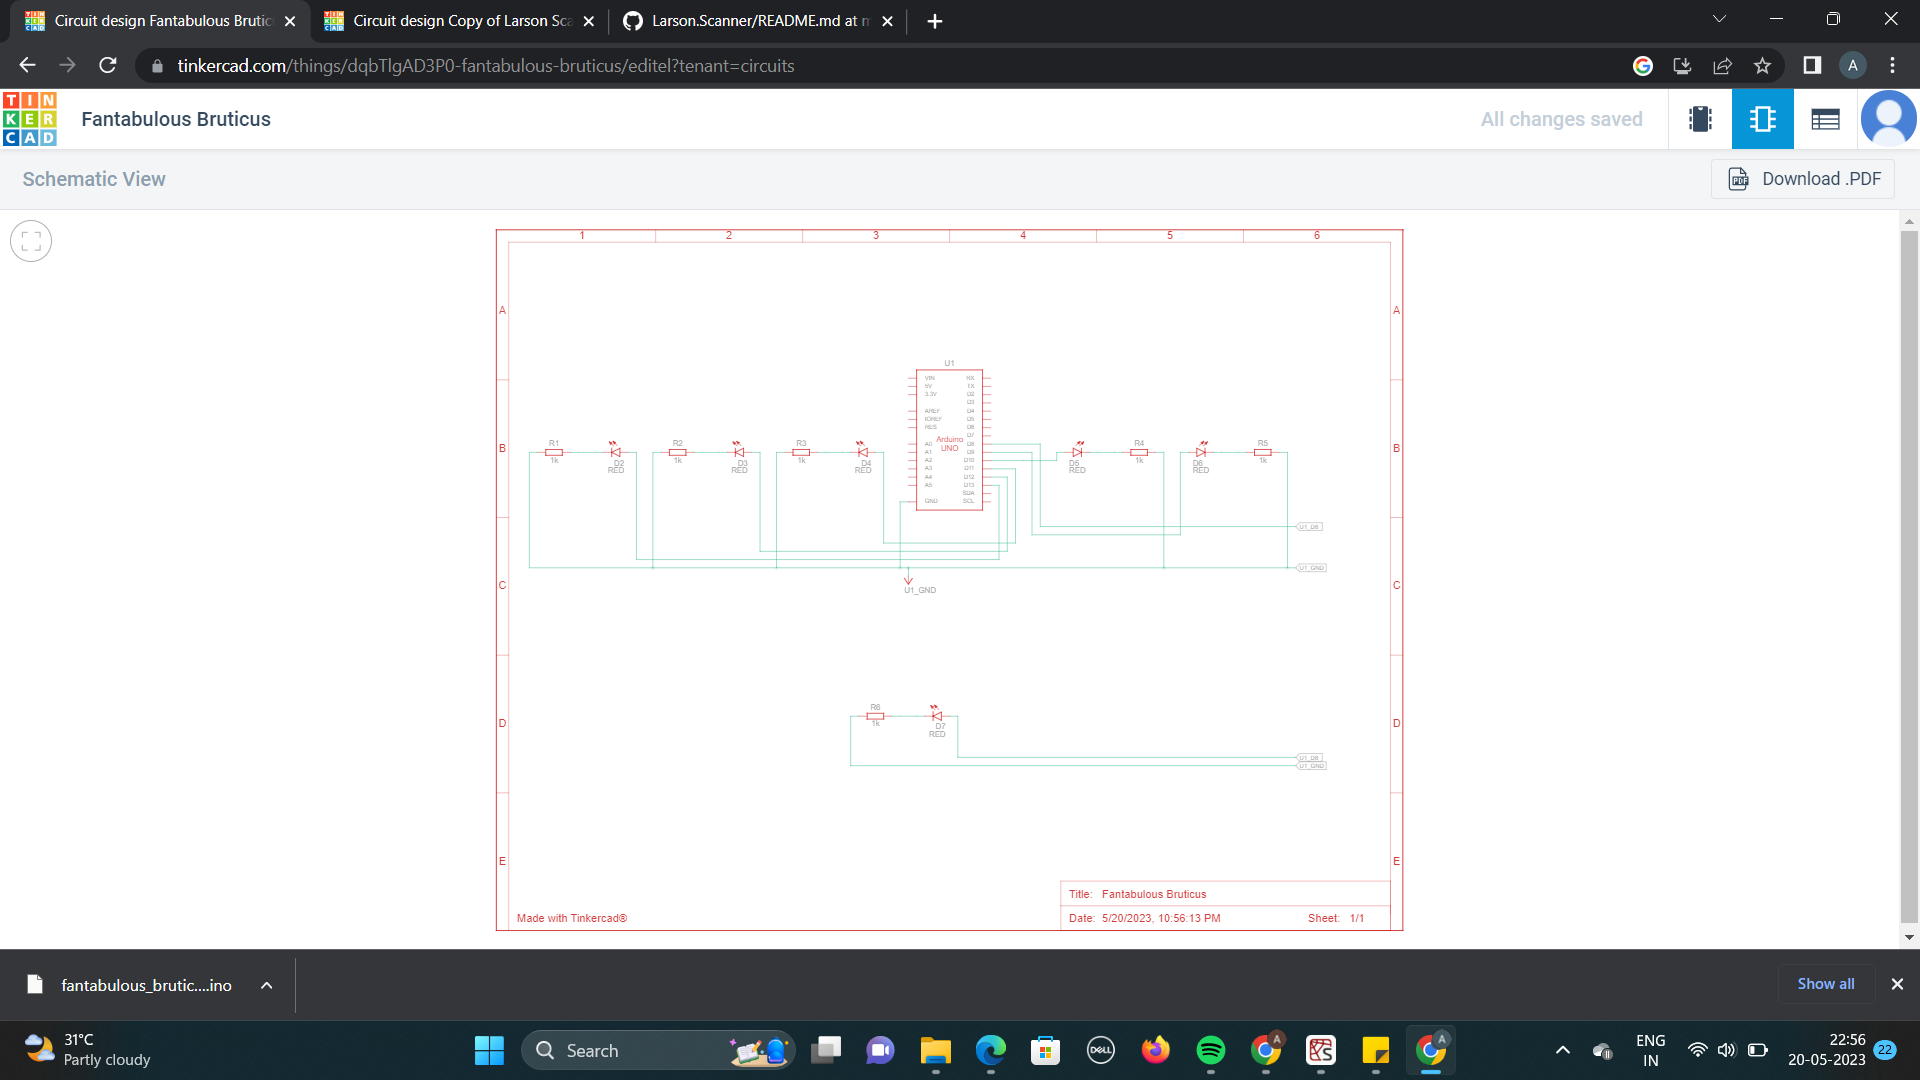 Circuit design Fantabulous Brutic
Circuit design Copy of Larson Sca
Larson.Scanner/README.md at m
tinkercad.com/things/dqbTlgAD3P0-fantabulous-bruticus/editel?tenant=circuits
A
TIN
KER
CAD
Fantabulous Bruticus
All changes saved
Schematic View
Download .PDF
1 2 3 4 5 6
A A
U1
VIN RX
5V TX
3.3V D2
D3
AREF D4
IOREF D5
RES D6
D7
Arduino
UNO
A0 D8
A1 D9
A2 D10
A3 D11
A4 D12
A5 D13
SDA
GND SCL
B B
R1 R2 R3 R4 R5
1k 1k 1k 1k 1k
D2 D3 D4 D5 D6
RED RED RED RED RED
U1_D8
U1_GND
C C
U1_GND
R6
1k
D7
RED
D D
U1_D8
U1_GND
E E
Title: Fantabulous Bruticus
Made with Tinkercad®
Date: 5/20/2023, 10:56:13 PM Sheet: 1/1
fantabulous_brutic....ino
Show all
31°C
Partly cloudy
Search
DELL
ENG
IN
22:56
20-05-2023
22